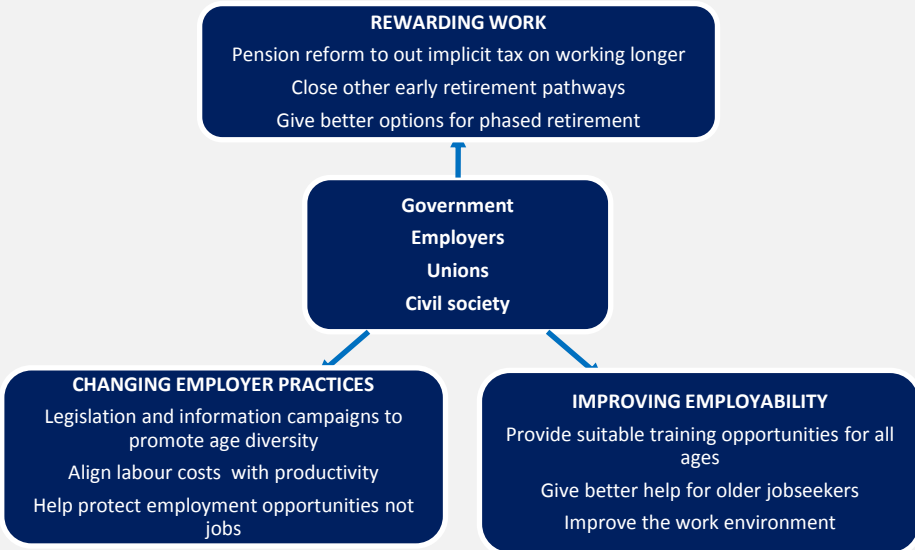 REWARDING WORK
Pension reform to out implicit tax on working longer
Close other early retirement pathways
Give better options for phased retirement
Government
Employers
Unions
Civil society
CHANGING EMPLOYER PRACTICES
Legislation and information campaigns to
promote age diversity
Align labour costs with productivity
Help protect employment opportunities not
jobs
IMPROVING EMPLOYABILITY
Provide suitable training opportunities for all
ages
Give better help for older jobseekers
Improve the work environment